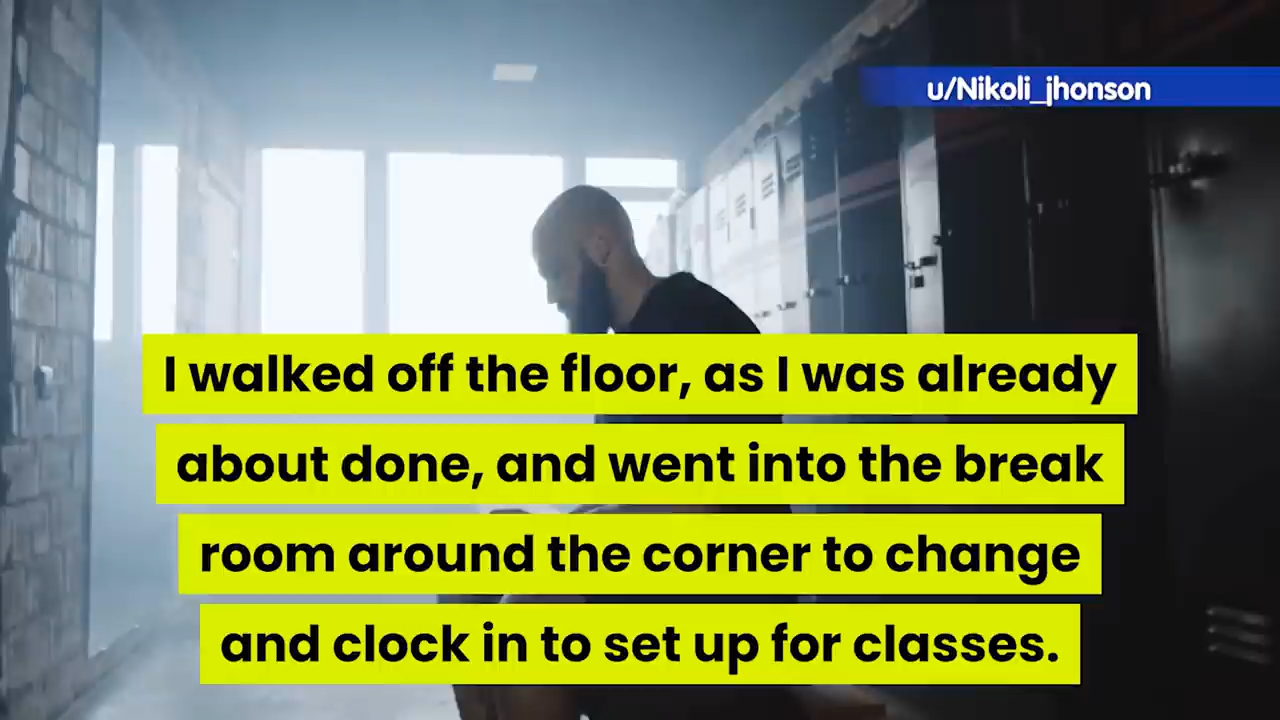 u/Nikoli_jhonson
I walked off the floor, as I was already
about done, and went into the break
room around the corner to change
and clock in to set up for classes.